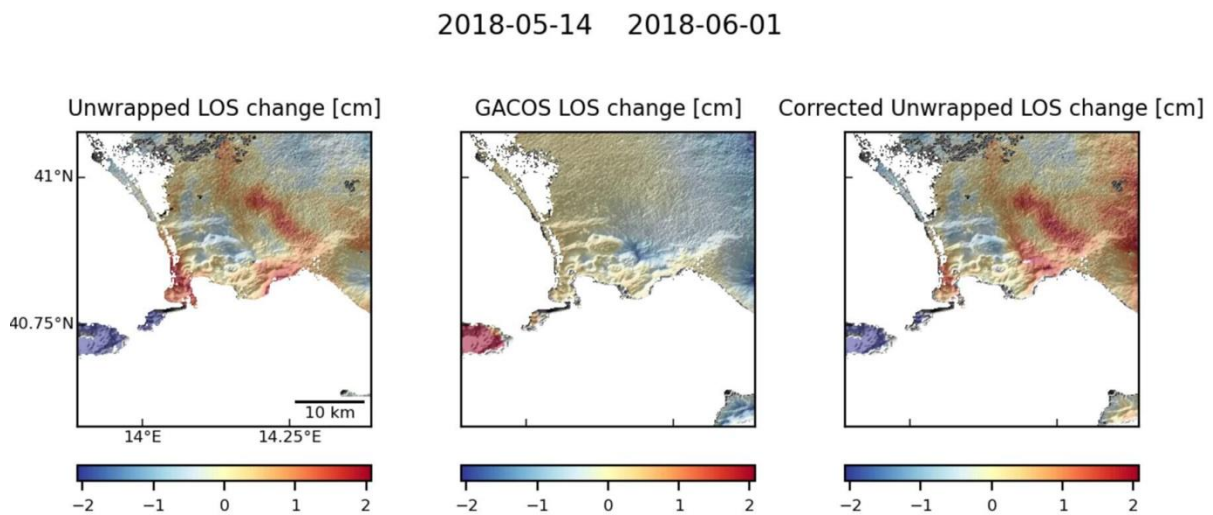 2018-05-14 2018-06-01
Unwrapped LOS change [cm]
GACOS LOS change [cm]
Corrected Unwrapped LOS change [cm]
41°N
40.75°N
10 km
14°E 14.25°E
−2 −1 0 1 2
−2 −1 0 1 2
−2 −1 0 1 2